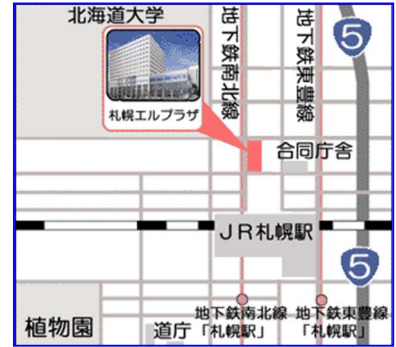 北海道大学
札幌エルプラザ
地下鉄南北線
地下鉄東豊線
5
合同庁舎
JR札幌駅
5
植物園
道庁
地下鉄南北線
「札幌駅」
地下鉄東豊線
「札幌駅」